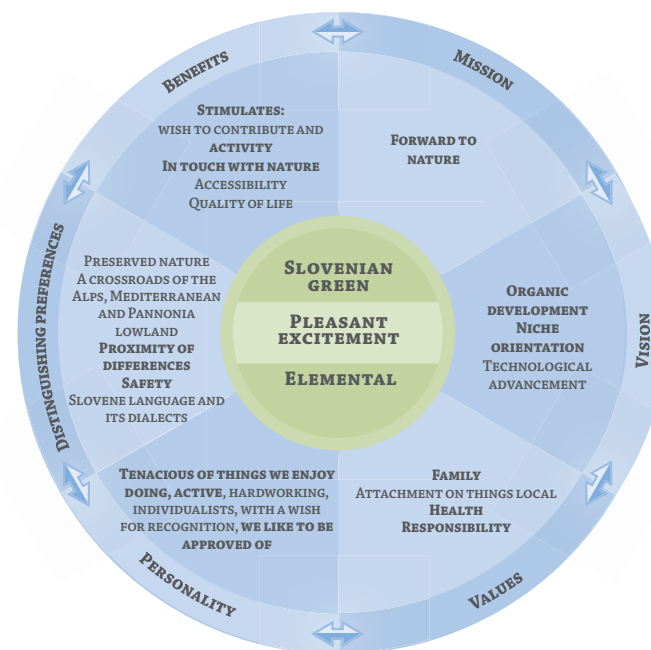 Benefits
Stimulates:
wish to contribute and
activity
In touch with nature
Accessibility
Quality of life
Mission
Forward to
nature
Vision
Organic
development
Niche
orientation
Technological
advancement
Values
Family
Attachment on things local
Health
Responsibility
Personality
Tenacious of things we enjoy
doing, active, hardworking,
individualists, with a wish
for recognition, we like to be
approved of
Distinguishing preferences
Preserved nature
A crossroads of the
Alps, Mediterranean
and Pannonia
lowland
Proximity of
differences
Safety
Slovene language and
its dialects
Slovenian
green
Pleasant
excitement
Elemental